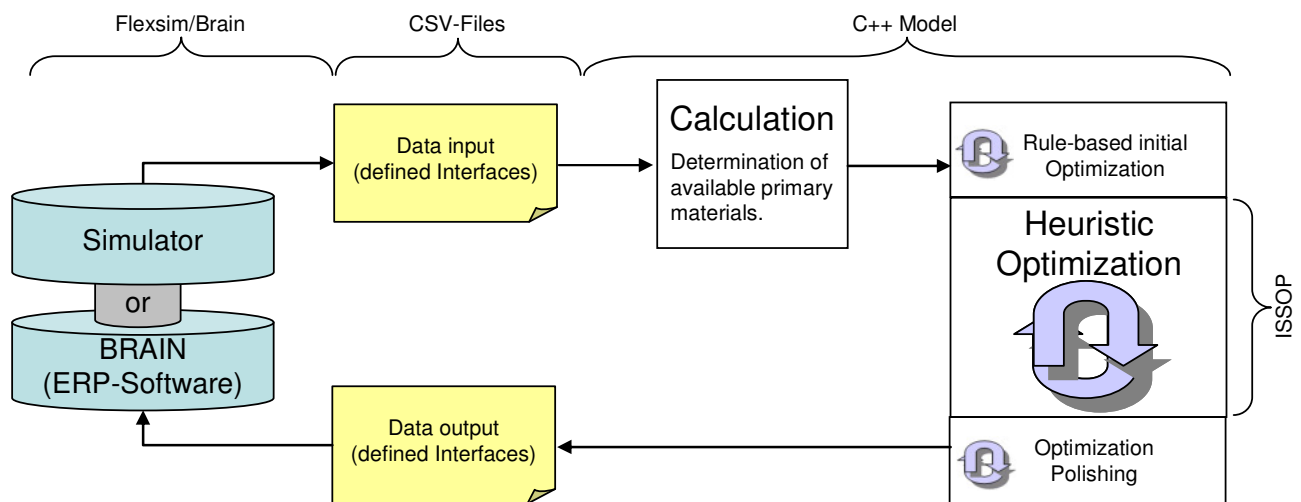 Flexsim/Brain
CSV-Files
C++ Model
Data input
(defined Interfaces)
Calculation
Determination of
available primary
materials.
Rule-based initial
Optimization
Simulator
or
BRAIN
(ERP-Software)
Heuristic
Optimization
ISSOP
Data output
(defined Interfaces)
Optimization
Polishing